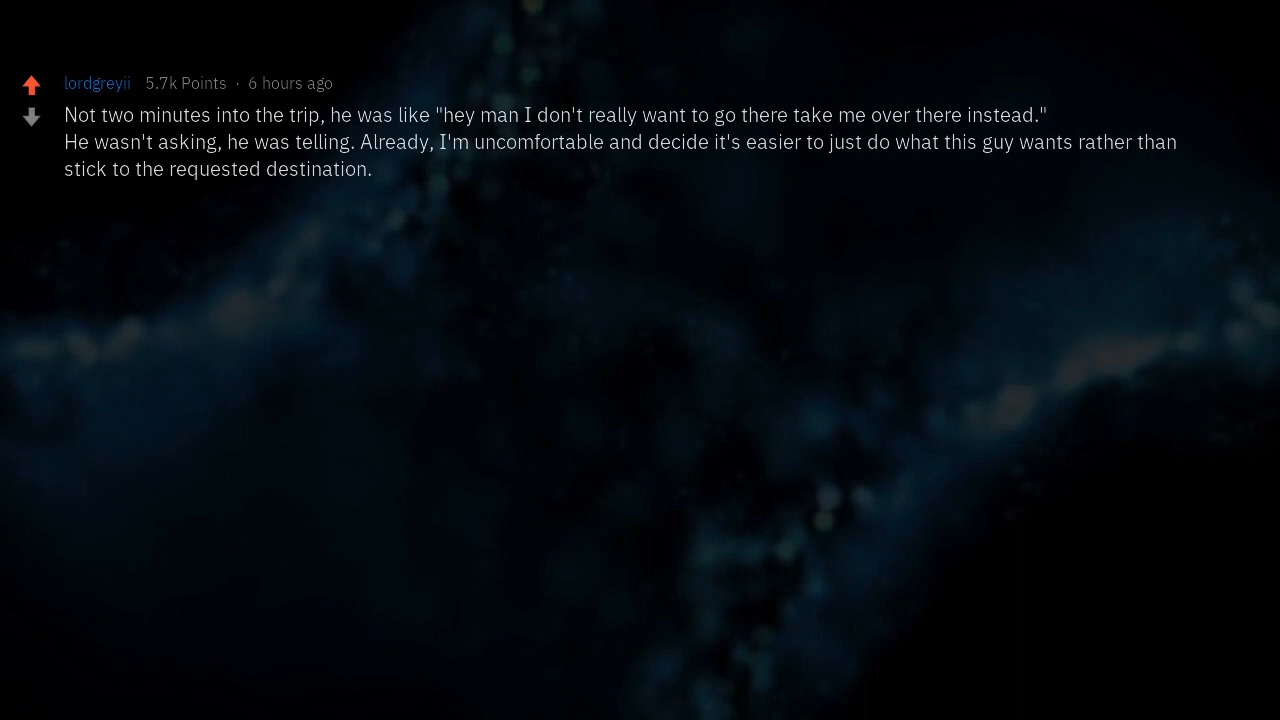 lordgreyii 5.7k Points · 6 hours ago
Not two minutes into the trip, he was like "hey man I don't really want to go there take me over there instead."
He wasn't asking, he was telling. Already, I'm uncomfortable and decide it's easier to just do what this guy wants rather than
stick to the requested destination.